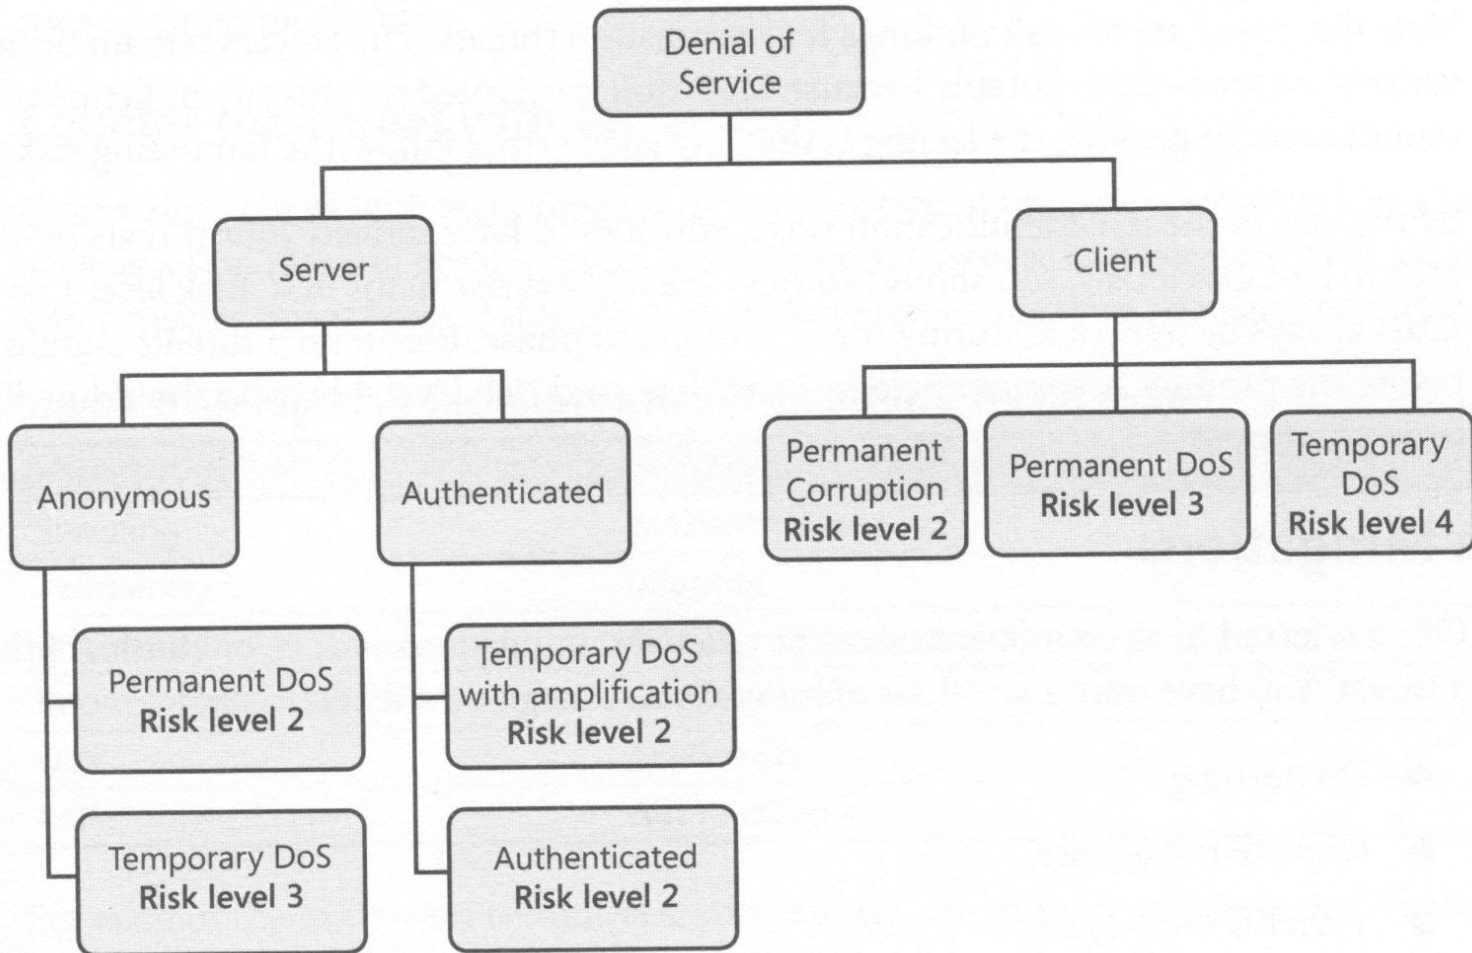 Denial of
Service
Server
Client
Anonymous
Authenticated
Permanent
Corruption
Risk level 2
Permanent DoS
Risk level 3
Temporary
DoS
Risk level 4
Permanent DoS
Risk level 2
Temporary DoS
with amplification
Risk level 2
Temporary DoS
Risk level 3
Authenticated
Risk level 2